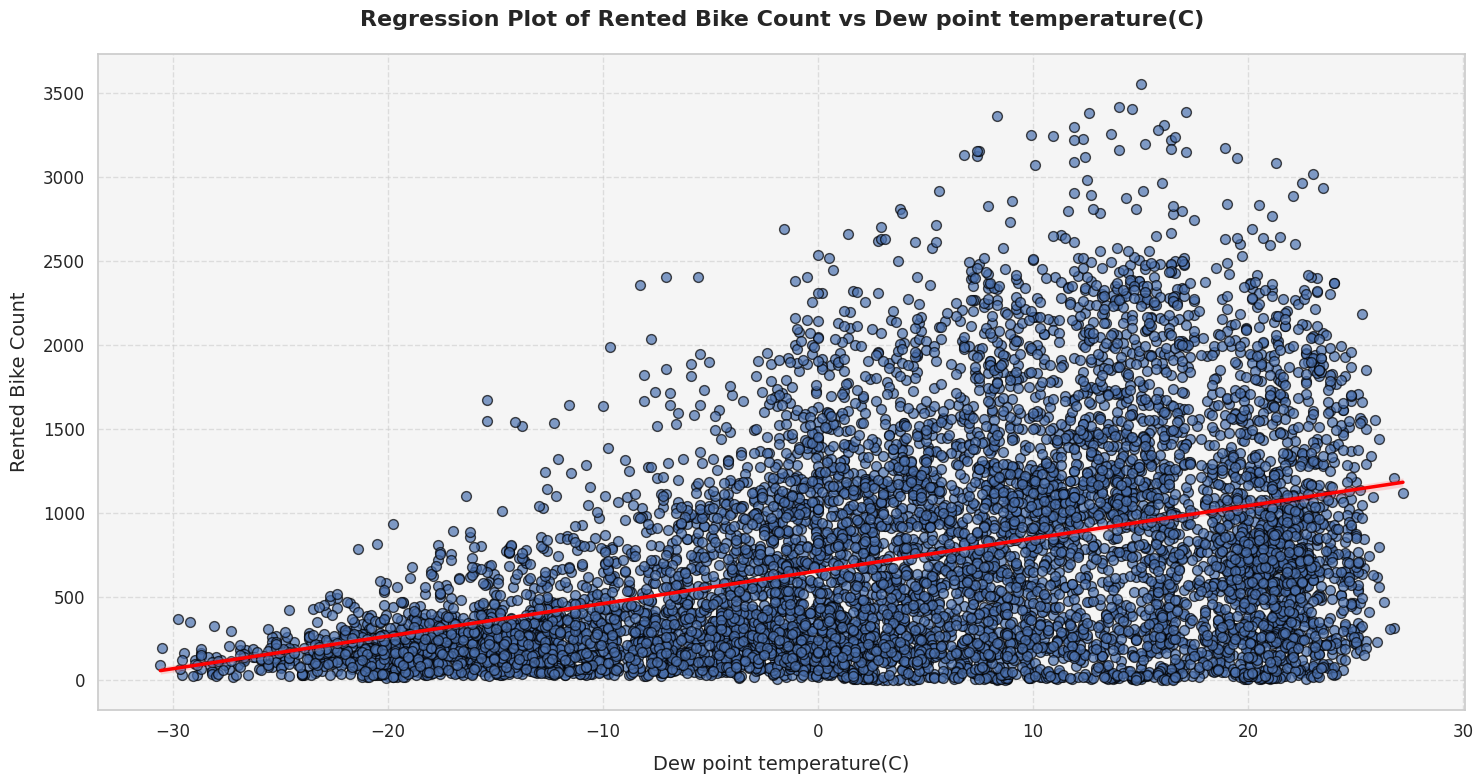 Regression Plot of Rented Bike Count vs Dew point temperature(C)
Rented Bike Count
3500
3000
2500
2000
1500
1000
500
0
−30 −20 −10 0 10 20 30
Dew point temperature(C)